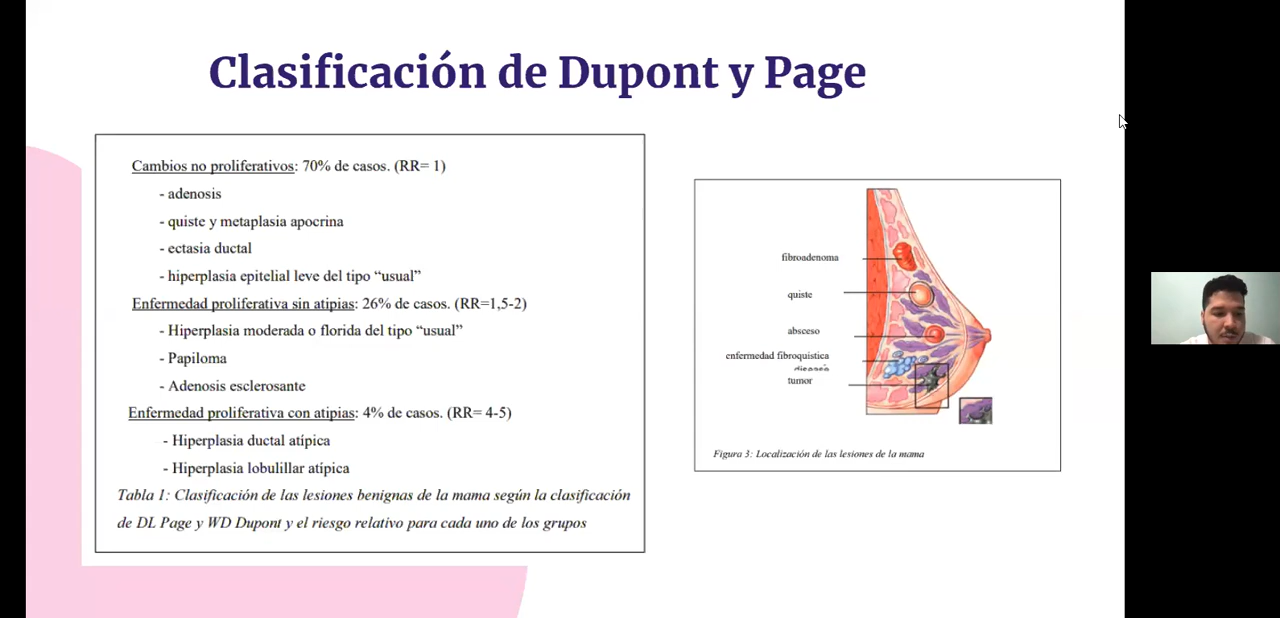 Clasificación de Dupont y Page
Cambios no proliferativos: 70% de casos. (RR= 1)
- adenosis
- quiste y metaplasia apocrina
- ectasia ductal
- hiperplasia epitelial leve del tipo “usual”
Enfermedad proliferativa sin atipias: 26% de casos. (RR=1,5-2)
- Hiperplasia moderada o florida del tipo “usual”
- Papiloma
- Adenosis esclerosante
Enfermedad proliferativa con atipias: 4% de casos. (RR= 4-5)
- Hiperplasia ductal atípica
- Hiperplasia lobulillar atípica
Tabla 1: Clasificación de las lesiones benignas de la mama según la clasificación
de DL Page y WD Dupont y el riesgo relativo para cada uno de los grupos
fibroadenoma
quiste
absceso
enfermedad fibroquística
disease
tumor
Figura 3: Localización de las lesiones de la mama